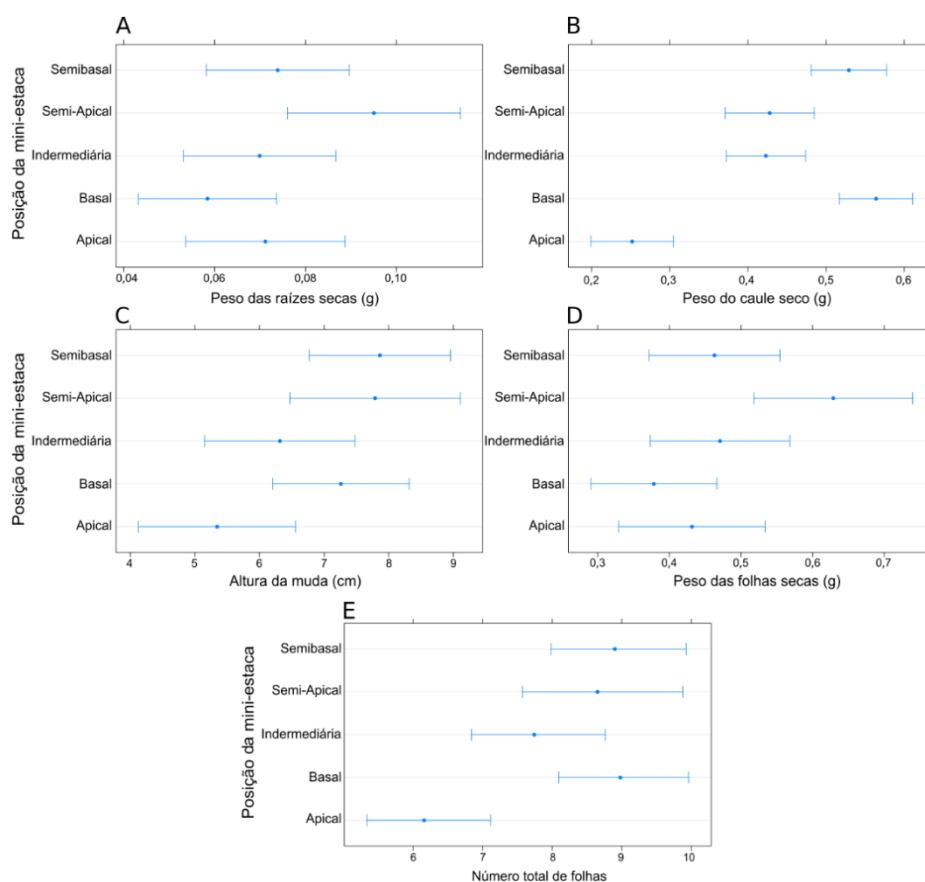 A
Posição da mini-estaca
Semibasal
Semi-Apical
Indermediária
Basal
Apical
0,04 0,06 0,08 0,10
Peso das raízes secas (g)
B
Semibasal
Semi-Apical
Indermediária
Basal
Apical
0,2 0,3 0,4 0,5 0,6
Peso do caule seco (g)
C
Posição da mini-estaca
Semibasal
Semi-Apical
Indermediária
Basal
Apical
4 5 6 7 8 9
Altura da muda (cm)
D
Semibasal
Semi-Apical
Indermediária
Basal
Apical
0,3 0,4 0,5 0,6 0,7
Peso das folhas secas (g)
E
Posição da mini-estaca
Semibasal
Semi-Apical
Indermediária
Basal
Apical
6 7 8 9 10
Número total de folhas